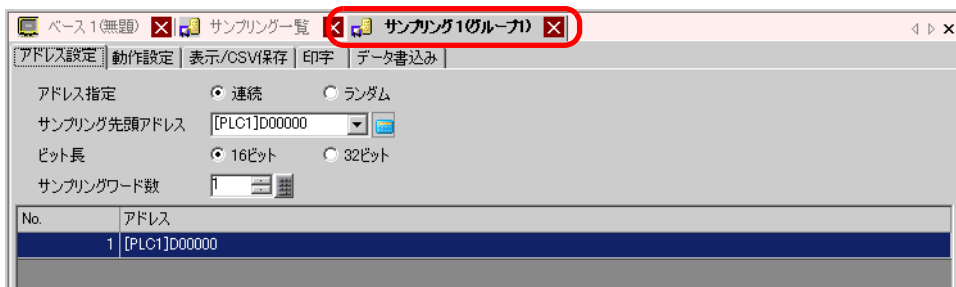 ベース 1(無題) サンプリング一覧 サンプリング1(グループ1)
アドレス設定 動作設定 表示/CSV保存 印字 データ書込み
アドレス指定 連続 ランダム
サンプリング先頭アドレス [PLC1]D00000
ビット長 16ビット 32ビット
サンプリングワード数 1
No. アドレス
1 [PLC1]D00000